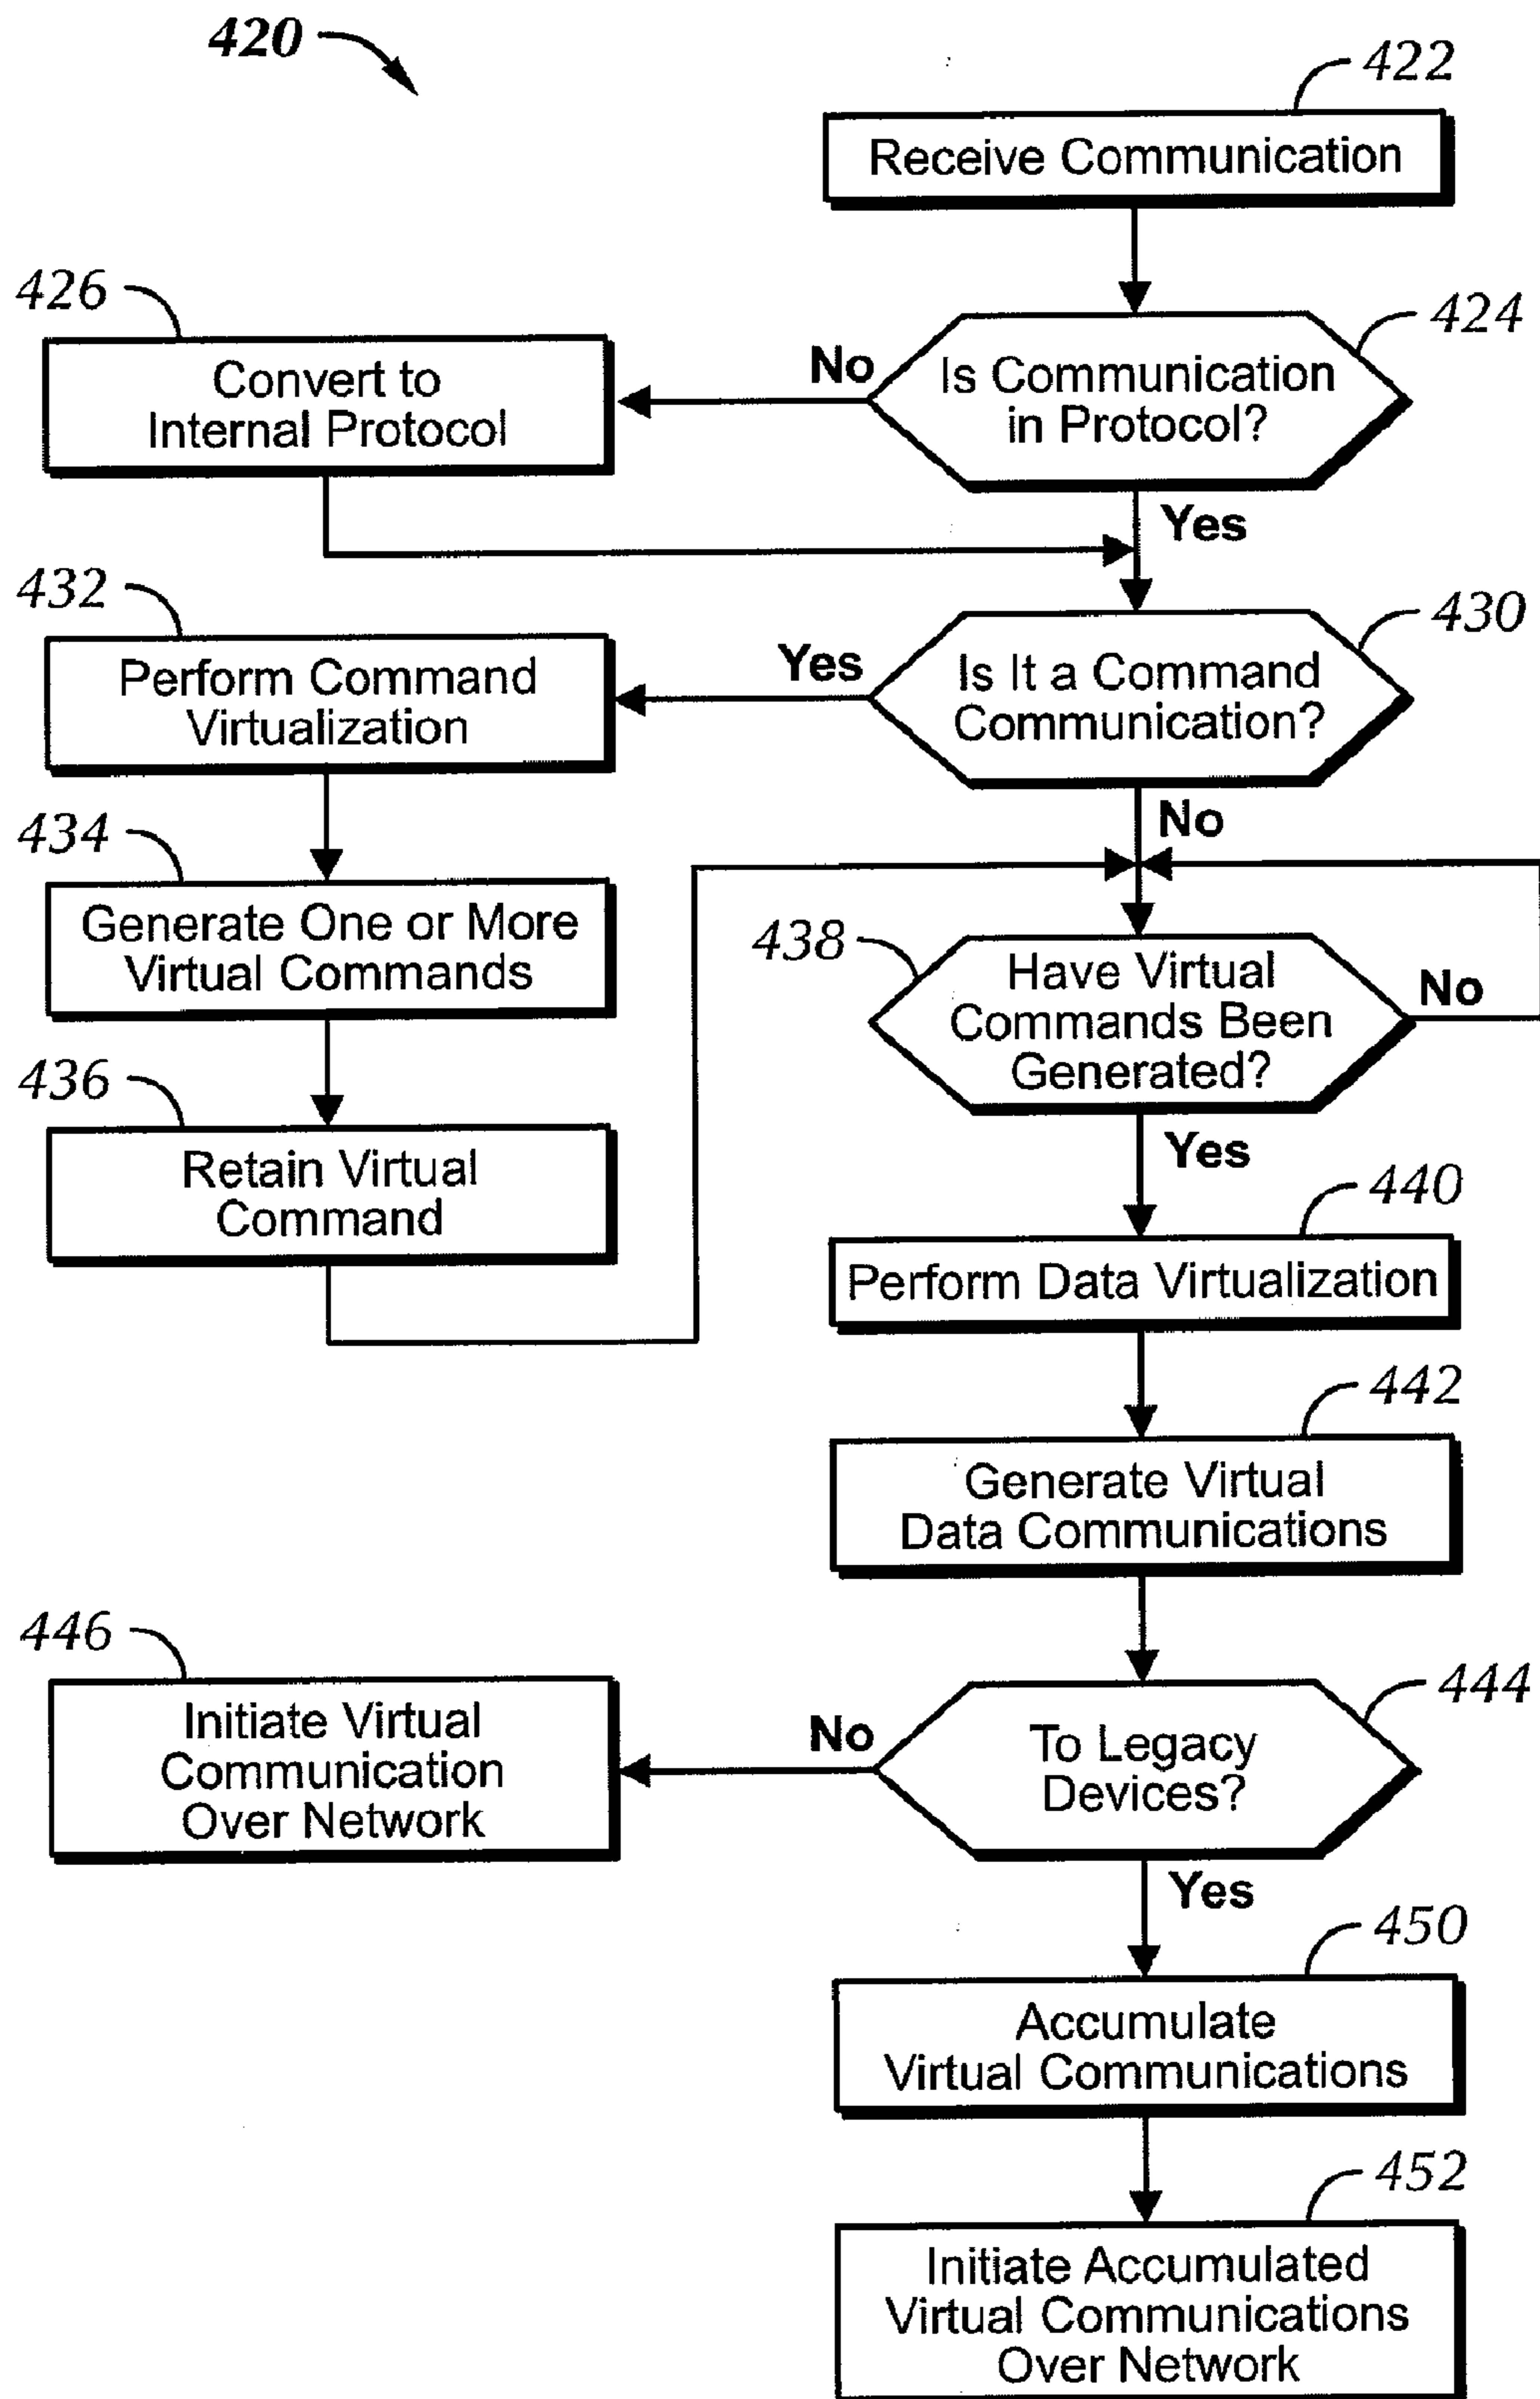 420
422
Receive Communication
426
424
Convert to
Internal Protocol
No
Is Communication
in Protocol?
Yes
432
430
Perform Command
Virtualization
Yes
Is It a Command
Communication?
434
No
Generate One or More
Virtual Commands
438
Have Virtual
Commands Been
Generated?
No
436
Retain Virtual
Command
Yes
440
Perform Data Virtualization
442
Generate Virtual
Data Communications
446
444
Initiate Virtual
Communication
Over Network
No
To Legacy
Devices?
Yes
450
Accumulate
Virtual Communications
452
Initiate Accumulated
Virtual Communications
Over Network